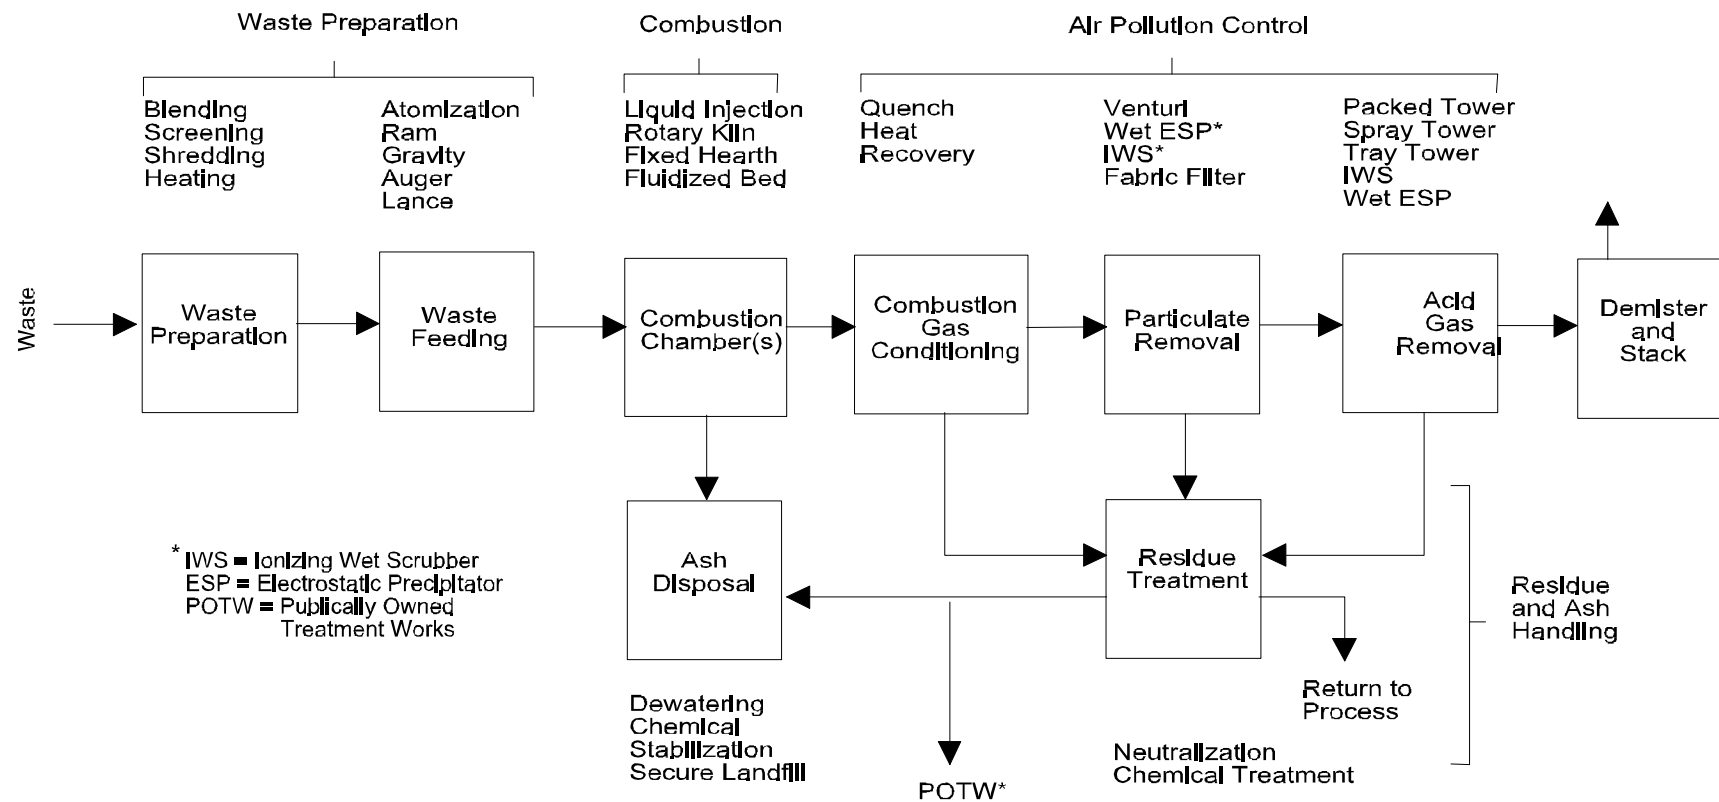 Waste Preparation
Combustion
Air Pollution Control
Blending
Screening
Shredding
Heating
Atomization
Ram
Gravity
Auger
Lance
Liquid Injection
Rotary Kiln
Fixed Hearth
Fluidized Bed
Quench
Heat
Recovery
Venturi
Wet ESP*
IWS*
Fabric Filter
Packed Tower
Spray Tower
Tray Tower
IWS
Wet ESP
Waste
Waste
Preparation
Waste
Feeding
Combustion
Chamber(s)
Combustion
Gas
Conditioning
Particulate
Removal
Acid
Gas
Removal
Demister
and
Stack
* IWS = Ionizing Wet Scrubber
ESP = Electrostatic Precipitator
POTW = Publically Owned
Treatment Works
Ash
Disposal
Residue
Treatment
Residue
and Ash
Handling
Return to
Process
Dewatering
Chemical
Stabilization
Secure Landfill
POTW*
Neutralization
Chemical Treatment